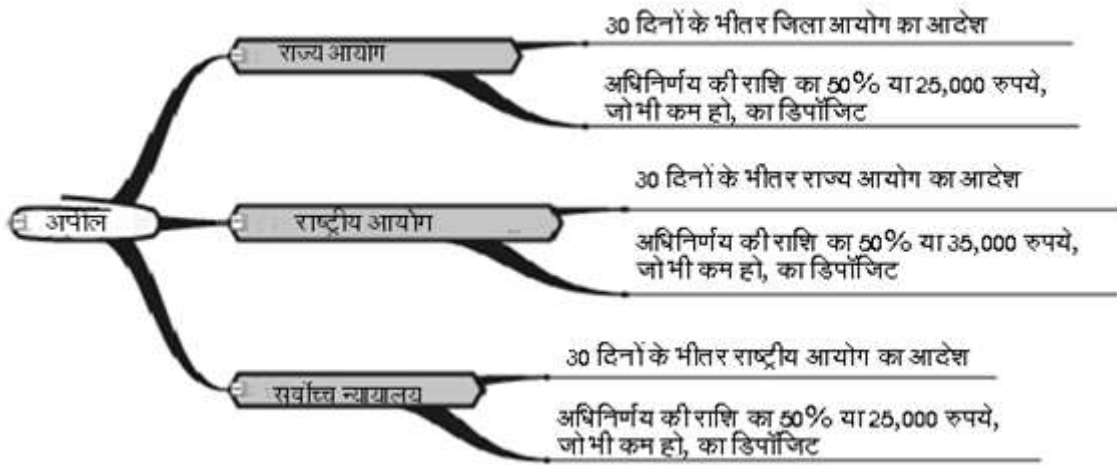 30 दिनों के भीतर जिला आयोग का आदेश
राज्य आयोग
अधिनिर्णय की राशि का 50% या 25,000 रुपये,
जो भी कम हो, का डिपॉजिट
30 दिनों के भीतर राज्य आयोग का आदेश
अपील
राष्ट्रीय आयोग
अधिनिर्णय की राशि का 50% या 35,000 रुपये,
जो भी कम हो, का डिपॉजिट
30 दिनों के भीतर राष्ट्रीय आयोग का आदेश
सर्वोच्च न्यायालय
अधिनिर्णय की राशि का 50% या 25,000 रुपये,
जो भी कम हो, का डिपॉजिट